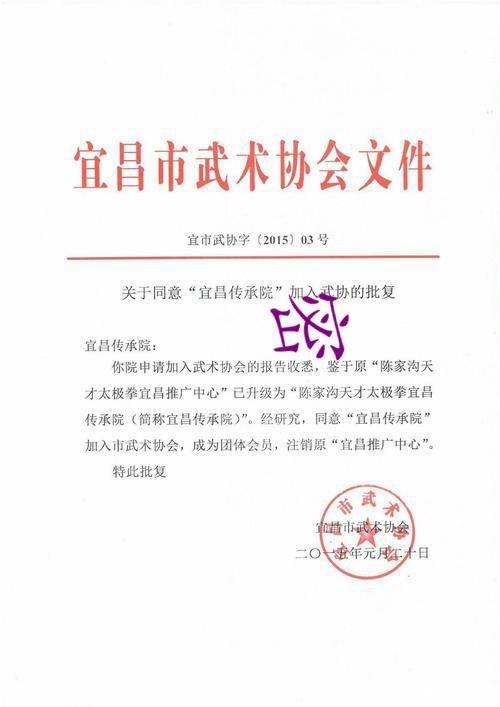 宜昌市武术协会文件
宜市武协字〔2015〕03号
关于同意“宜昌传承院”加入武协的批复
密
宜昌传承院：
你院申请加入武术协会的报告收悉，鉴于原“陈家沟天
才太极拳宜昌推广中心”已升级为“陈家沟天才太极拳宜昌
传承院（简称宜昌传承院）”。经研究，同意“宜昌传承院”
加入市武术协会，成为团体会员，注销原“宜昌推广中心”。
特此批复
宜昌市武术协会
二〇一五年元月二十日
宜昌市武术协会